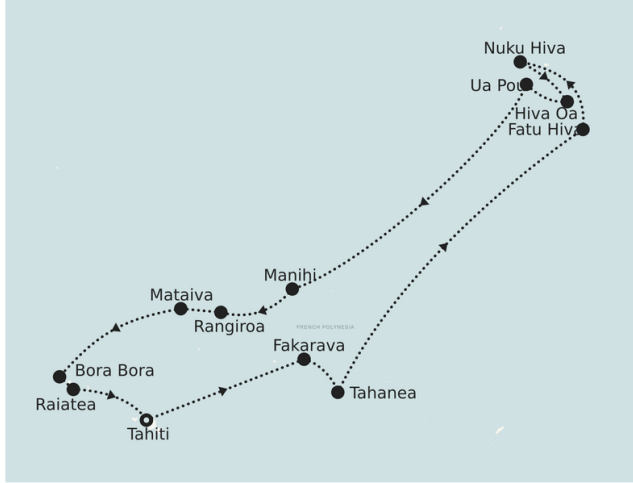 Nuku Hiva
Ua Pou
Hiva Oa
Fatu Hiva
Manihi
Mataiva
Rangiroa
FRENCH POLYNESIA
Fakarava
Bora Bora
Tahanea
Raiatea
Tahiti